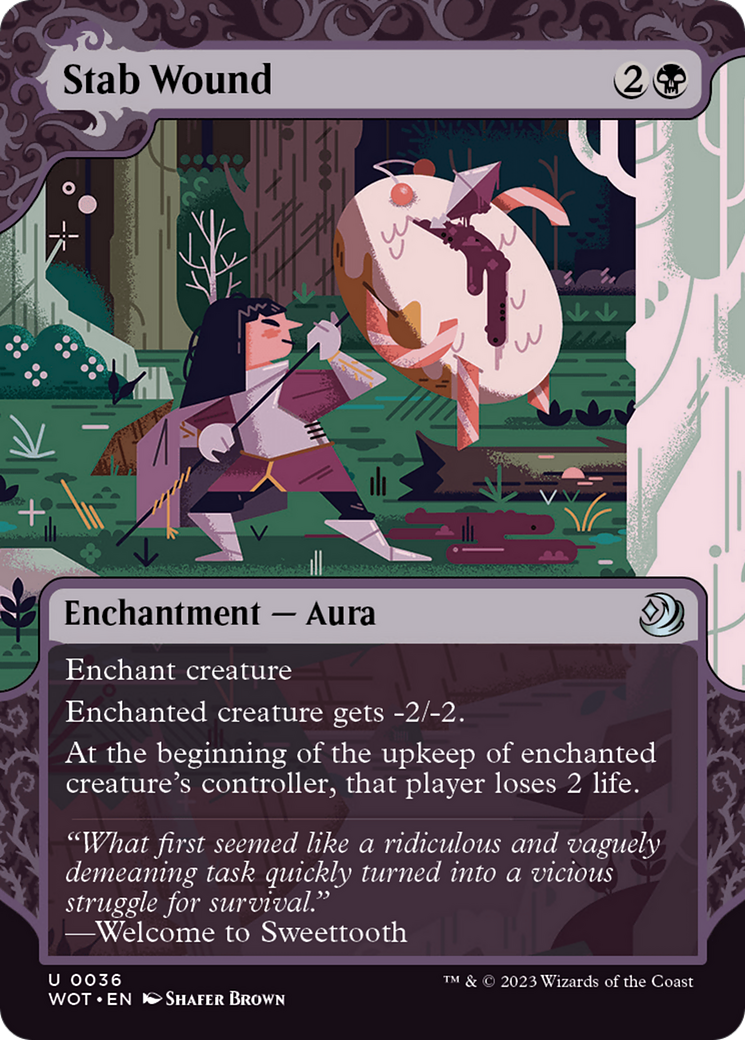 Stab Wound 2
Enchantment — Aura
Enchant creature
Enchanted creature gets -2/-2.
At the beginning of the upkeep of enchanted
creature's controller, that player loses 2 life.
“What first seemed like a ridiculous and vaguely
demeaning task quickly turned into a vicious
struggle for survival.”
—Welcome to Sweettooth
U 0036 ™ & © 2023 Wizards of the Coast
WOT • EN Shafer Brown